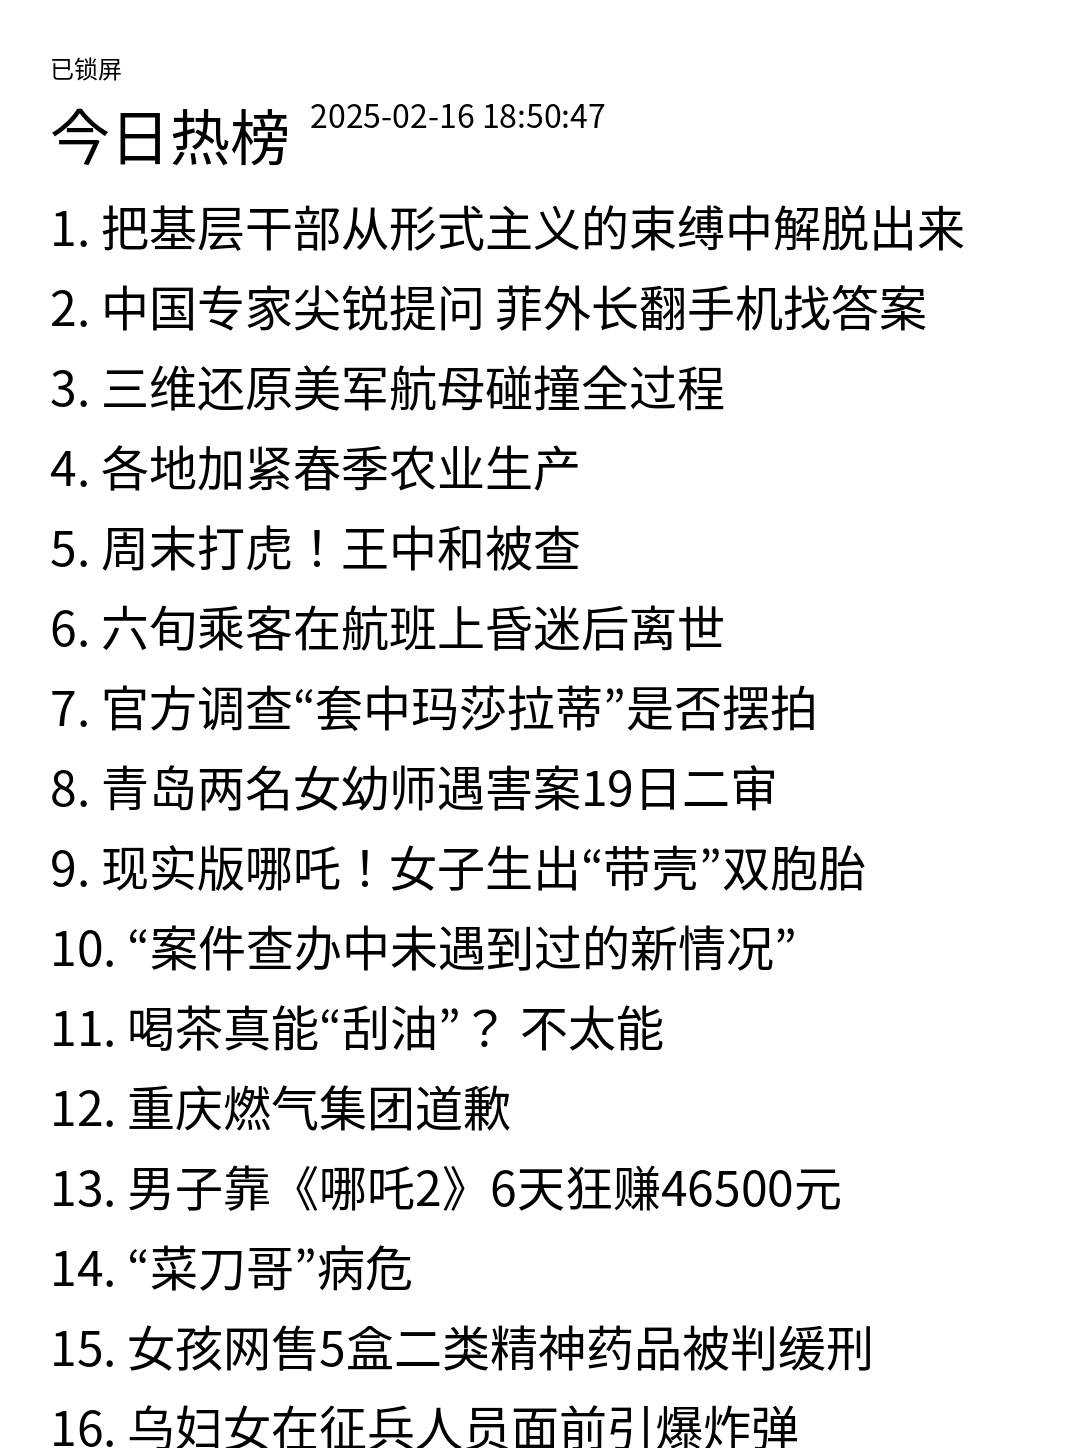 已锁屏
今日热榜 2025-02-16 18:50:47
1. 把基层干部从形式主义的束缚中解脱出来
2. 中国专家尖锐提问 菲外长翻手机找答案
3. 三维还原美军航母碰撞全过程
4. 各地加紧春季农业生产
5. 周末打虎！王中和被查
6. 六旬乘客在航班上昏迷后离世
7. 官方调查“套中玛莎拉蒂”是否摆拍
8. 青岛两名女幼师遇害案19日二审
9. 现实版哪吒！女子生出“带壳”双胞胎
10. “案件查办中未遇到过的新情况”
11. 喝茶真能“刮油”？ 不太能
12. 重庆燃气集团道歉
13. 男子靠《哪吒2》6天狂赚46500元
14. “菜刀哥”病危
15. 女孩网售5盒二类精神药品被判缓刑
16. 乌妇女在征兵人员面前引爆炸弹